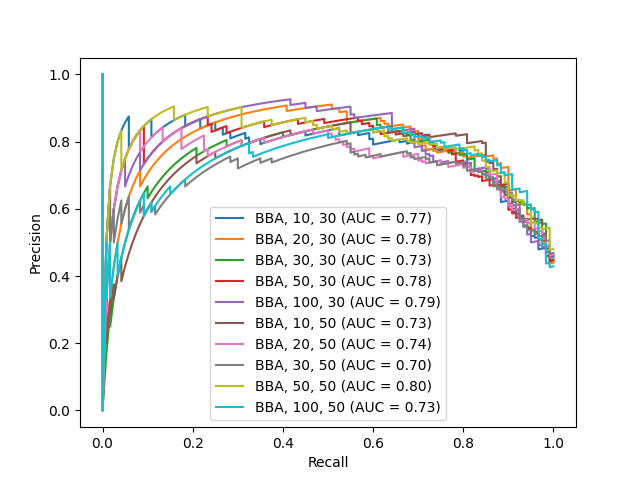 1.0
0.8
0.6
0.4
0.2
0.0
Precision
BBA, 10, 30 (AUC = 0.77)
BBA, 20, 30 (AUC = 0.78)
BBA, 30, 30 (AUC = 0.73)
BBA, 50, 30 (AUC = 0.78)
BBA, 100, 30 (AUC = 0.79)
BBA, 10, 50 (AUC = 0.73)
BBA, 20, 50 (AUC = 0.74)
BBA, 30, 50 (AUC = 0.70)
BBA, 50, 50 (AUC = 0.80)
BBA, 100, 50 (AUC = 0.73)
0.0 0.2 0.4 0.6 0.8 1.0
Recall